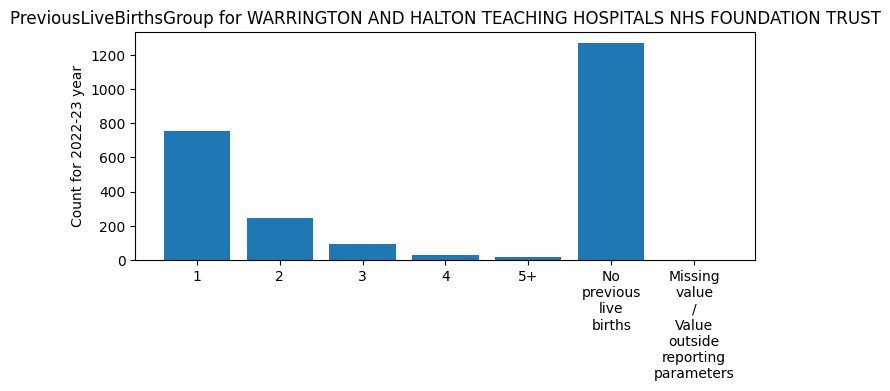 PreviousLiveBirthsGroup for WARRINGTON AND HALTON TEACHING HOSPITALS NHS FOUNDATION TRUST
Count for 2022-23 year
1200
1000
800
600
400
200
0
1
2
3
4
5+
No
previous
live
births
Missing
value
/
Value
outside
reporting
parameters